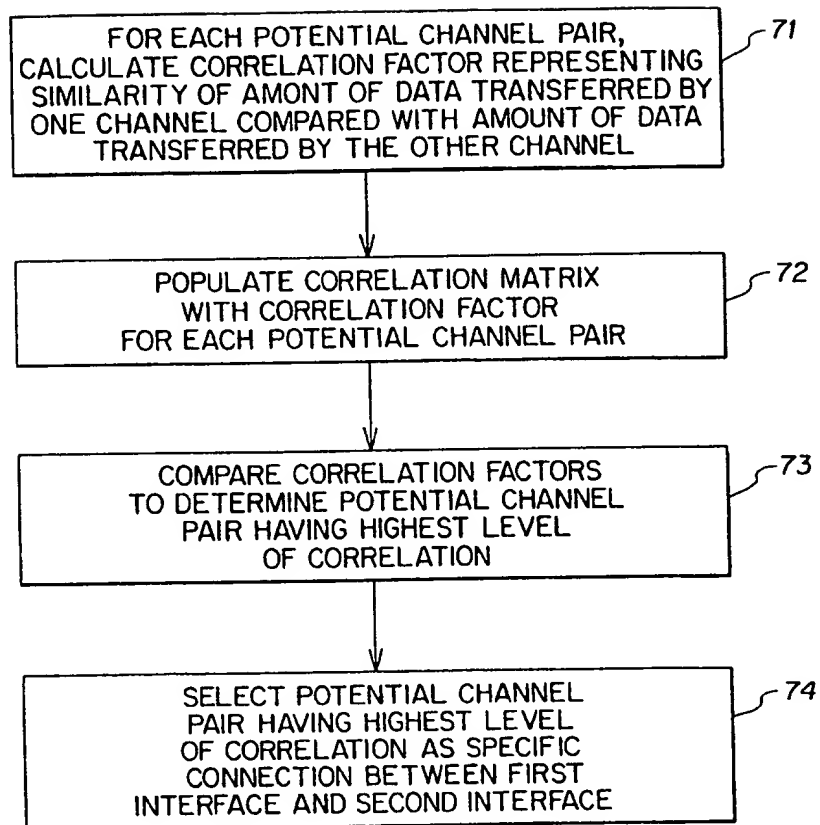 FOR EACH POTENTIAL CHANNEL PAIR,
CALCULATE CORRELATION FACTOR REPRESENTING
SIMILARITY OF AMONT OF DATA TRANSFERRED BY
ONE CHANNEL COMPARED WITH AMOUNT OF DATA
TRANSFERRED BY THE OTHER CHANNEL
71
POPULATE CORRELATION MATRIX
WITH CORRELATION FACTOR
FOR EACH POTENTIAL CHANNEL PAIR
72
COMPARE CORRELATION FACTORS
TO DETERMINE POTENTIAL CHANNEL
PAIR HAVING HIGHEST LEVEL
OF CORRELATION
73
SELECT POTENTIAL CHANNEL
PAIR HAVING HIGHEST LEVEL
OF CORRELATION AS SPECIFIC
CONNECTION BETWEEN FIRST
INTERFACE AND SECOND INTERFACE
74